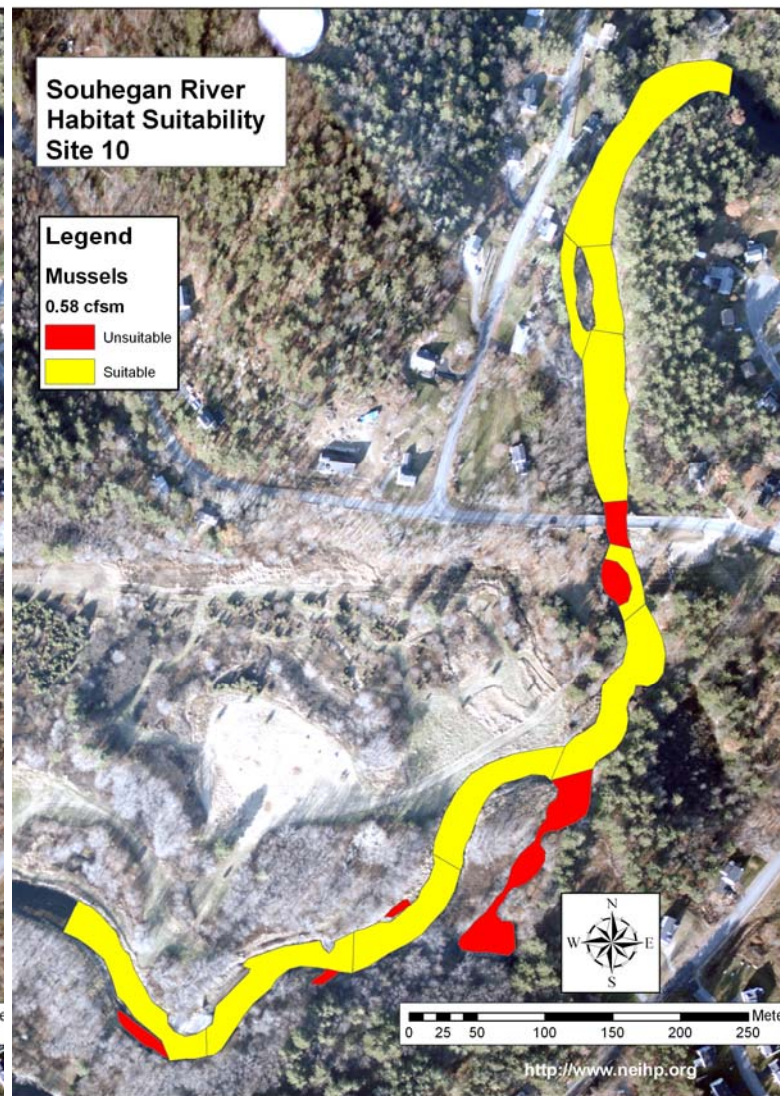 Souhegan River
Habitat Suitability
Site 10
Legend
Mussels
0.58 cfsm
Unsuitable
Suitable
N
W E
S
0 25 50 100 150 200 250
http://www.neihp.org